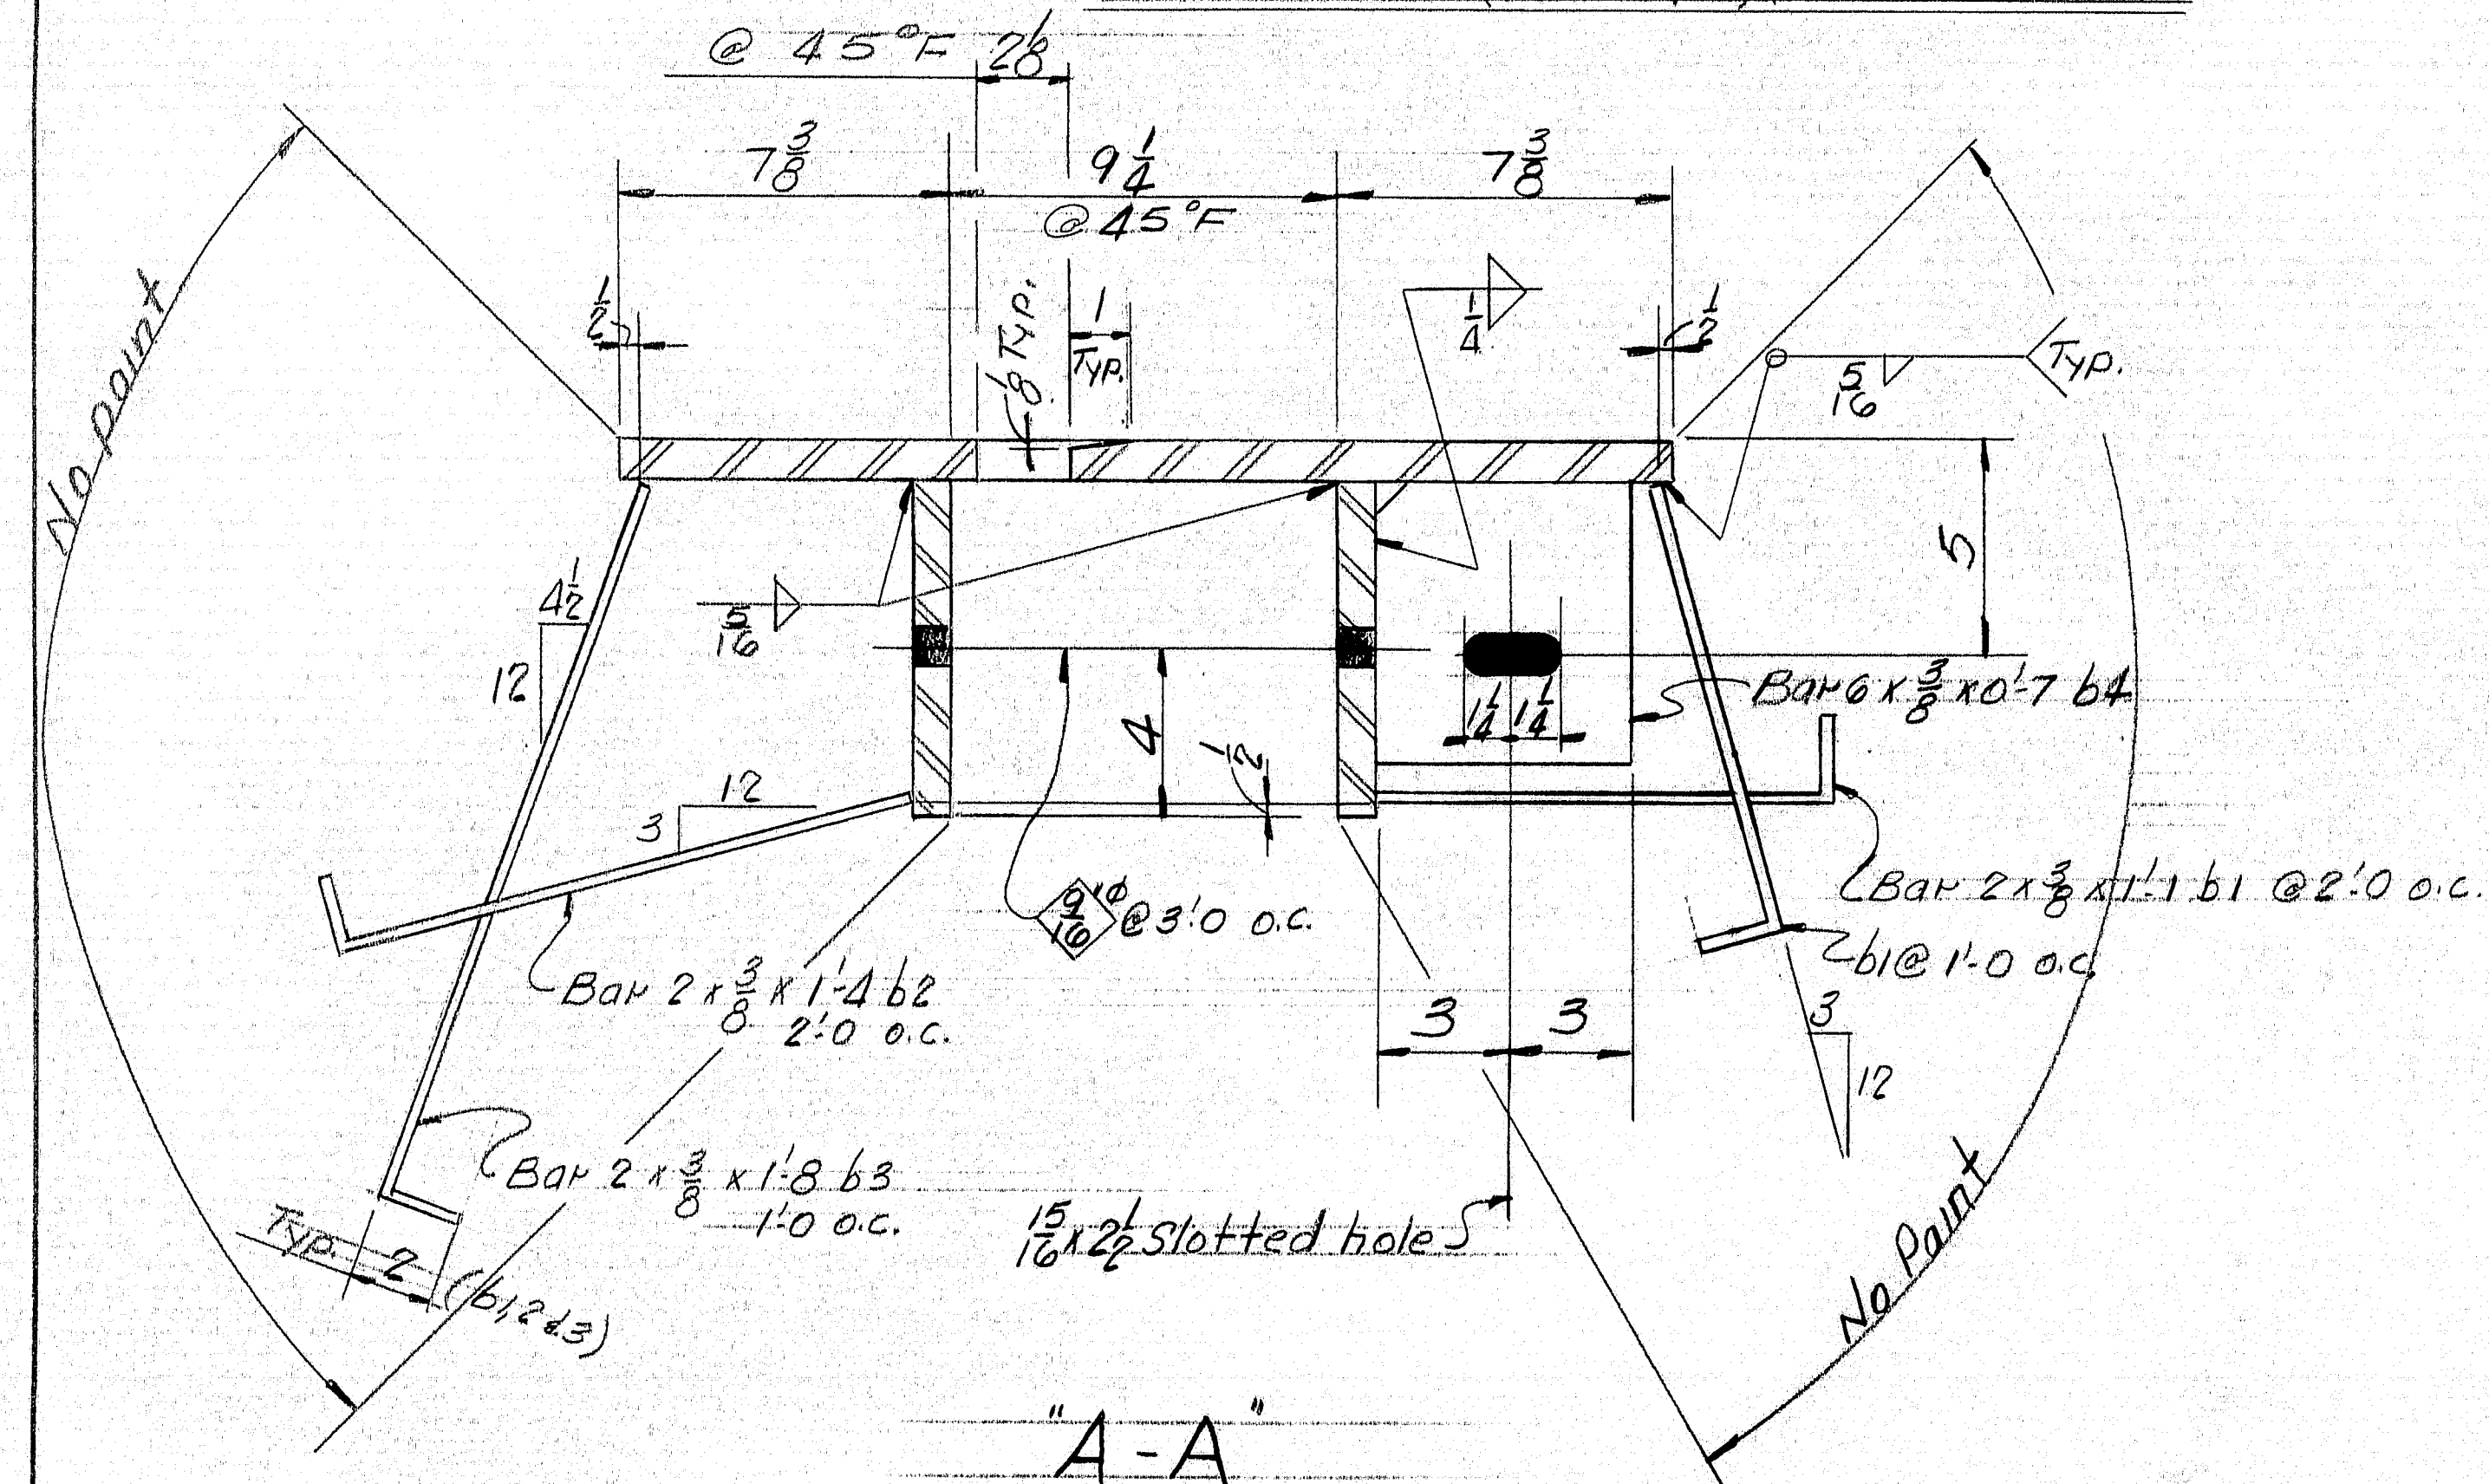 @ 45°F 2 1/8
7 3/8
9 1/4
7 3/8
@ 45°F
No paint
1/2
1/8 Typ.
1
Typ.
1/4
1/2
5/16
Typ.
4 1/2
12
5/16
5
Bar 6 x 3/8 x 0'-7 b4
1 1/4 1 1/4
4
1/2
12
3
9/16"ø @ 3'-0 o.c.
Bar 2 x 3/8 x 1'-1 b1 @ 2'-0 o.c.
b1 @ 1'-0 o.c.
Bar 2 x 3/8 x 1'-4 b2
2'-0 o.c.
3
3
3
12
Bar 2 x 3/8 x 1'-8 b3
1'-0 o.c.
15/16 x 2 1/2 Slotted hole
Typ.
2
(b1, 2 & 3)
No Paint
"A-A"